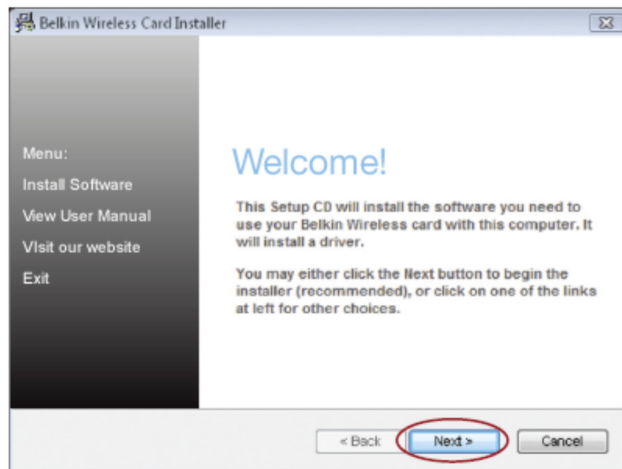 Belkin Wireless Card Installer
Menu:
Install Software
View User Manual
VIsit our website
Exit
Welcome!
This Setup CD will install the software you need to
use your Belkin Wireless card with this computer. It
will install a driver.
You may either click the Next button to begin the
installer (recommended), or click on one of the links
at left for other choices.
< Back
Next >
Cancel